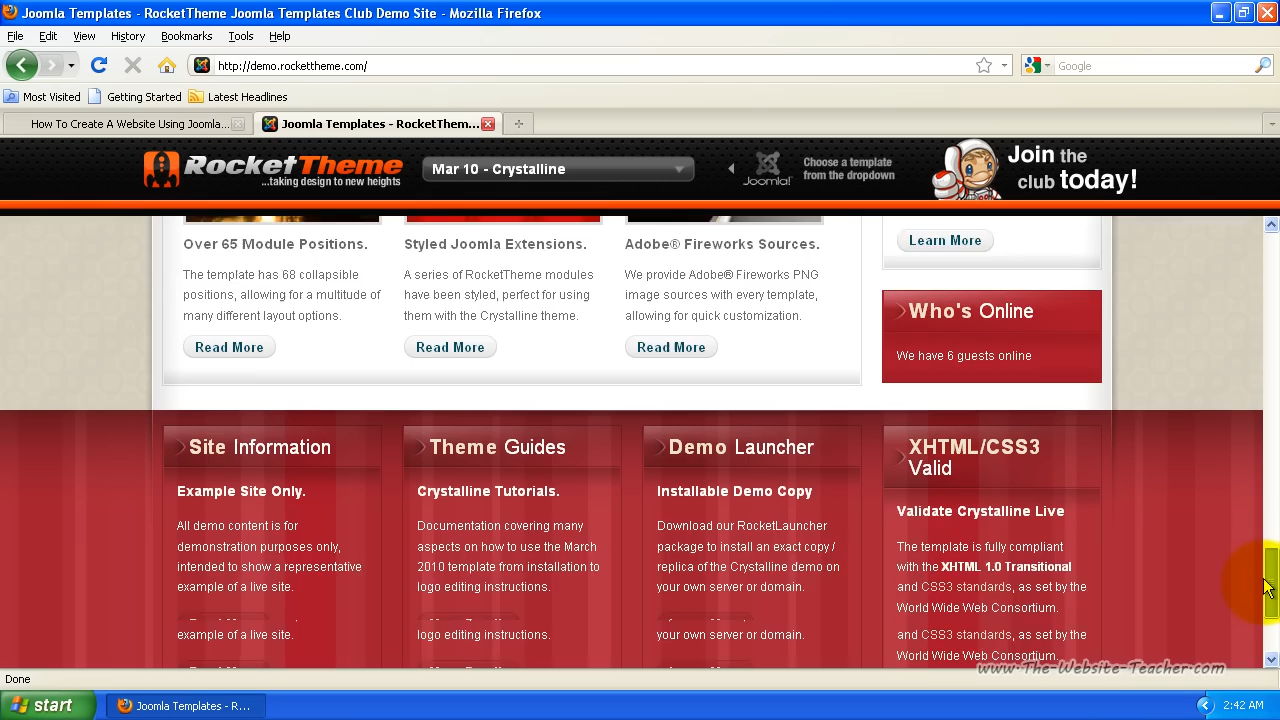 Joomla Templates - RocketTheme Joomla Templates Club Demo Site - Mozilla Firefox
File Edit View History Bookmarks Tools Help
http://demo.rockettheme.com/
Google
Most Visited Getting Started Latest Headlines
How To Create A Website Using Joomla...
Joomla Templates - RocketThem...
RocketTheme
...taking design to new heights
Mar 10 - Crystalline
Joomla!
Choose a template
from the dropdown
Join the
club today!
Over 65 Module Positions.
The template has 68 collapsible
positions, allowing for a multitude of
many different layout options.
Read More
Styled Joomla Extensions.
A series of RocketTheme modules
have been styled, perfect for using
them with the Crystalline theme.
Read More
Adobe® Fireworks Sources.
We provide Adobe® Fireworks PNG
image sources with every template,
allowing for quick customization.
Read More
Learn More
Who's Online
We have 6 guests online
Site Information
Example Site Only.
All demo content is for
demonstration purposes only,
intended to show a representative
example of a live site.
example of a live site.
Theme Guides
Crystalline Tutorials.
Documentation covering many
aspects on how to use the March
2010 template from installation to
logo editing instructions.
logo editing instructions.
Demo Launcher
Installable Demo Copy
Download our RocketLauncher
package to install an exact copy /
replica of the Crystalline demo on
your own server or domain.
your own server or domain.
XHTML/CSS3
Valid
Validate Crystalline Live
The template is fully compliant
with the XHTML 1.0 Transitional
and CSS3 standards, as set by the
World Wide Web Consortium.
and CSS3 standards, as set by the
World Wide Web Consortium.
www.The-Website-Teacher.com
Done
start
Joomla Templates - R...
2:42 AM